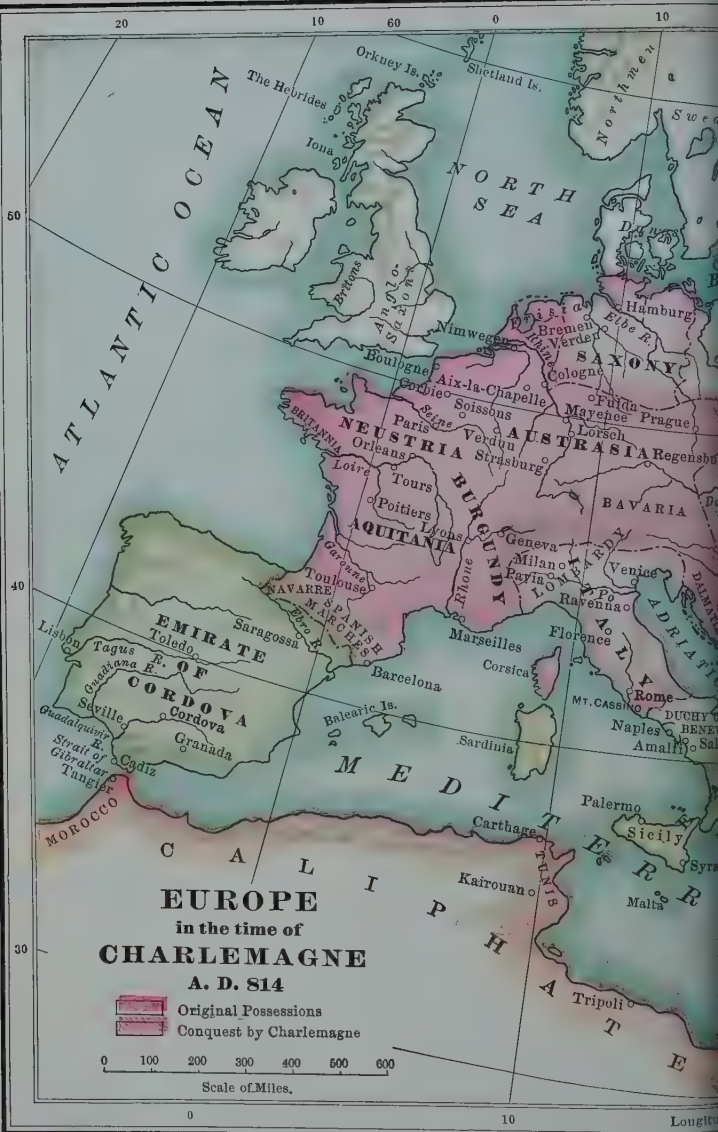 20
10
60
0
10
Orkney Is.
Shetland Is.
The Hebrides
Iona
Northmen
ATLANTIC OCEAN
NORTH
SEA
50
Britons
Anglo-
Saxons
Frisia
Hamburg
Nimwegen
Bremen
Elbe R.
Verden
Rhine
SAXONY
Boulogne
Cologne
Aix-la-Chapelle
Corbie
Fulda
Soissons
Mayence
Prague
BRITANNIA
Seine
Paris
Lorsch
NEUSTRIA
Verdun
AUSTRASIA
Orleans
Strasburg
Loire
Tours
BAVARIA
Poitiers
BURGUNDY
Lyons
AQUITANIA
Geneva
Garonne
Milan
Venice
Toulouse
Pavia
LOMBARDY
NAVARRE
Rhone
Po
Ravenna
SPANISH
MARCHES
ITALY
40
Ebro R.
Saragossa
Florence
EMIRATE
OF
CORDOVA
Lisbon
Toledo
Marseilles
Tagus R.
Barcelona
Corsica
Guadiana R.
Rome
MT. CASSINO
DUCHY
Seville
Cordova
Balearic Is.
Naples
Guadalquivir
R.
Sardinia
Amalfi
Granada
Strait of
Gibraltar
Cadiz
Tangier
MEDITERR
Palermo
MOROCCO
Carthage
Sicily
CALIPHATE
TUNIS
Kairouan
Malta
EUROPE
in the time of
CHARLEMAGNE
A. D. 814
30
Tripoli
Original Possessions
Conquest by Charlemagne
0 100 200 300 400 500 600
Scale of Miles.
0
10